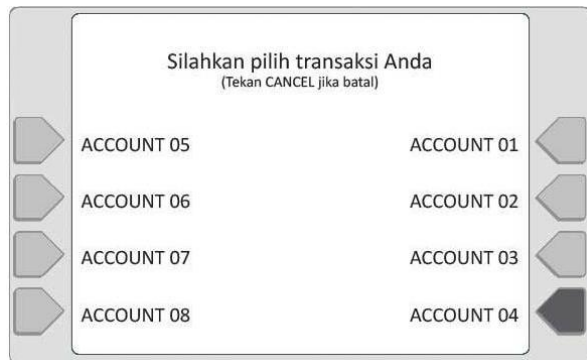 Silahkan pilih transaksi Anda
(Tekan CANCEL jika batal)
ACCOUNT 05 ACCOUNT 01
ACCOUNT 06 ACCOUNT 02
ACCOUNT 07 ACCOUNT 03
ACCOUNT 08 ACCOUNT 04